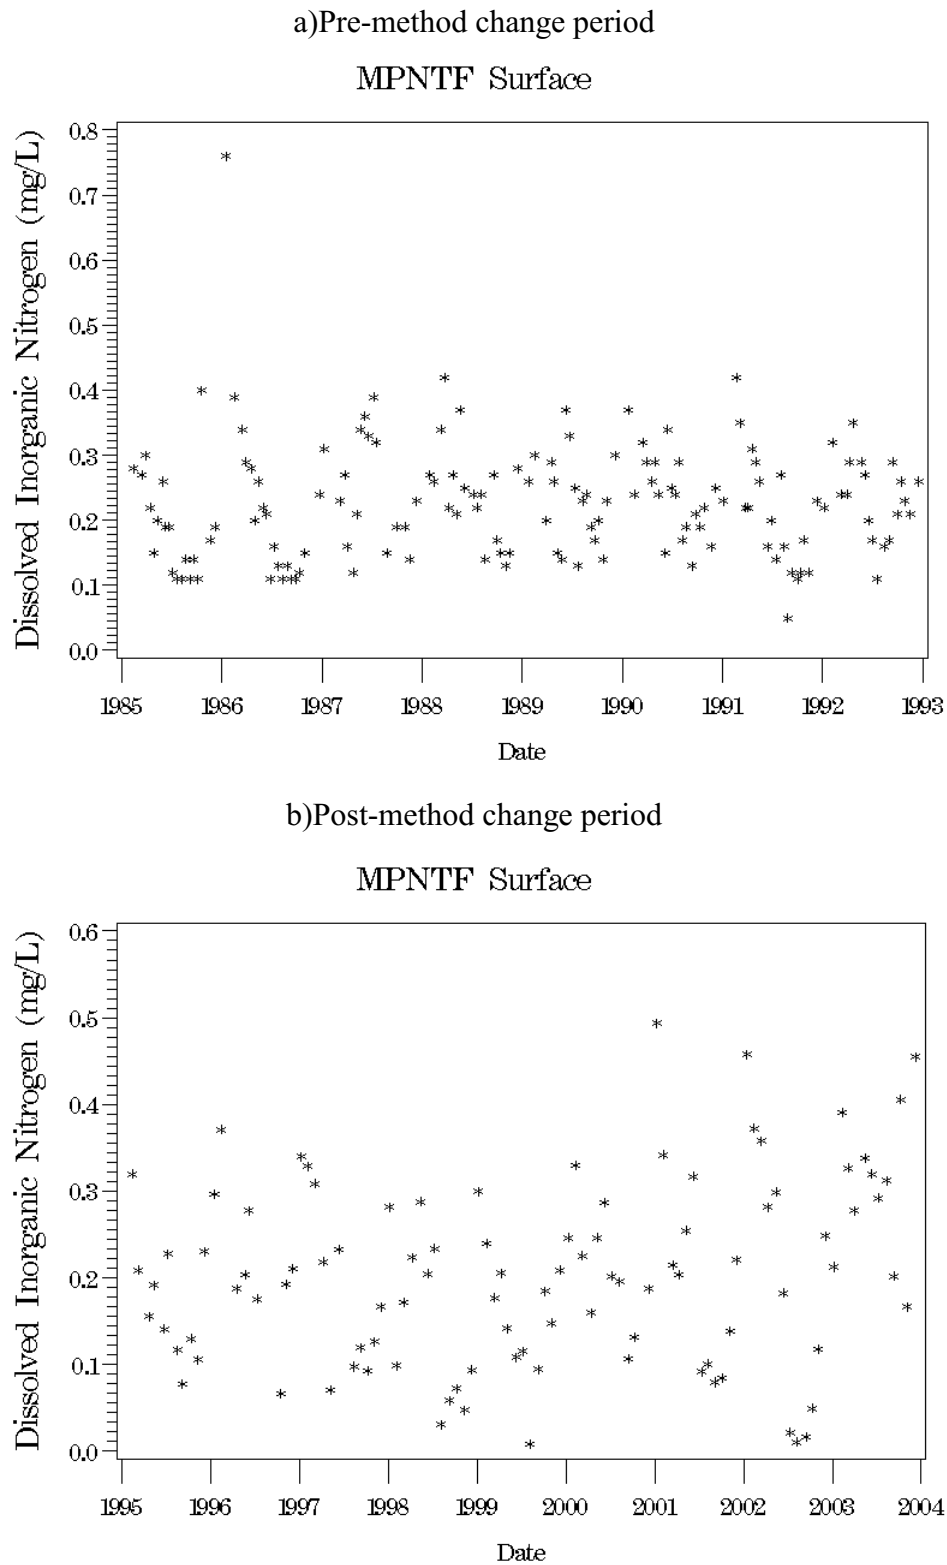 a)Pre-method change period
MPNTF Surface
Dissolved Inorganic Nitrogen (mg/L)
0.8
0.7
0.6
0.5
0.4
0.3
0.2
0.1
0.0
1985 1986 1987 1988 1989 1990 1991 1992 1993
Date
b)Post-method change period
MPNTF Surface
Dissolved Inorganic Nitrogen (mg/L)
0.6
0.5
0.4
0.3
0.2
0.1
0.0
1995 1996 1997 1998 1999 2000 2001 2002 2003 2004
Date